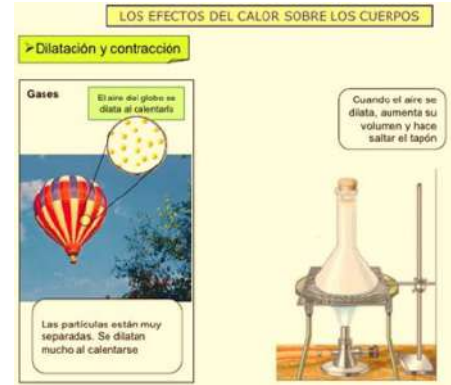 LOS EFECTOS DEL CALOR SOBRE LOS CUERPOS
➢Dilatación y contracción
Gases
El aire del globo se
dilata al calentarlo
Las partículas están muy
separadas. Se dilatan
mucho al calentarse
Cuando el aire se
dilata, aumenta su
volumen y hace
saltar el tapón